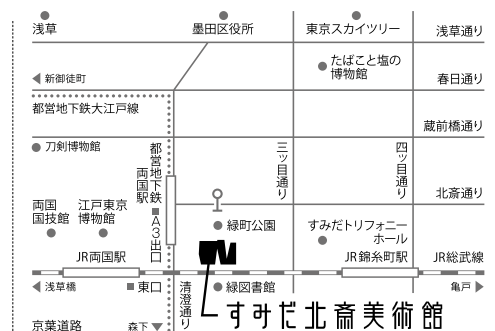 浅草
墨田区役所
東京スカイツリー
浅草通り
たばこと塩の
博物館
新御徒町
春日通り
都営地下鉄大江戸線
蔵前橋通り
刀剣博物館
都営地下鉄
両国駅
三ッ目通り
四ッ目通り
北斎通り
両国
国技館
江戸東京
博物館
A3出口
緑町公園
すみだトリフォニー
ホール
JR両国駅
JR錦糸町駅
JR総武線
浅草橋
東口
清澄通り
緑図書館
亀戸
すみだ北斎美術館
京葉道路
森下